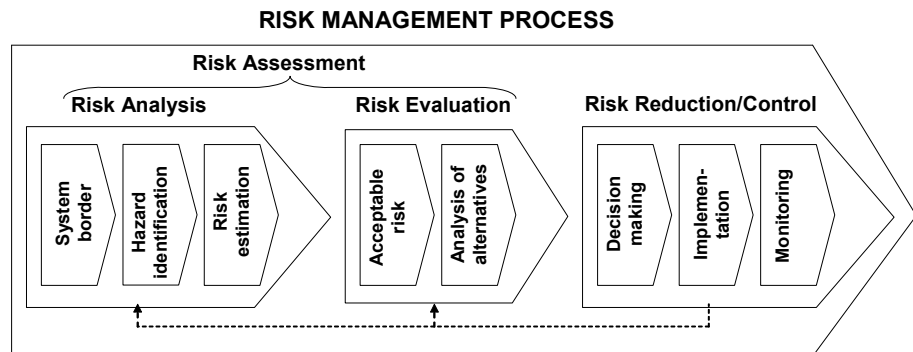 RISK MANAGEMENT PROCESS
Risk Assessment
Risk Analysis
Risk Evaluation
Risk Reduction/Control
System
border
Hazard
identification
Risk
estimation
Acceptable
risk
Analysis of
alternatives
Decision
making
Implemen-
tation
Monitoring